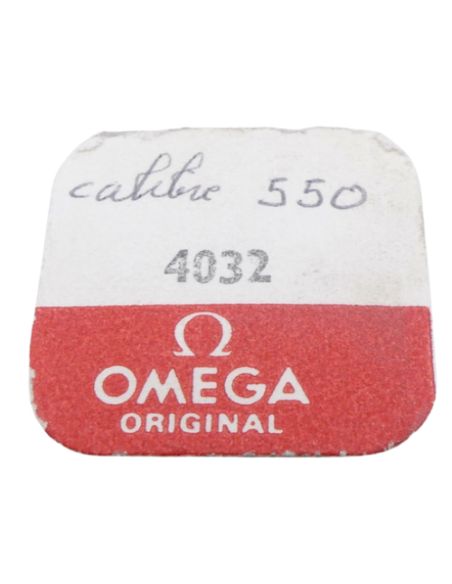 calibre 550
4032
Ω
OMEGA
ORIGINAL